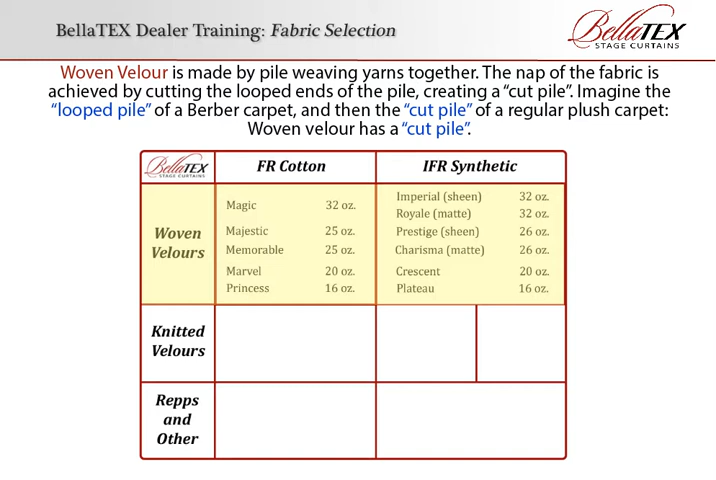 BellaTEX Dealer Training: Fabric Selection
BellaTEX
STAGE CURTAINS
Woven Velour is made by pile weaving yarns together. The nap of the fabric is
achieved by cutting the looped ends of the pile, creating a “cut pile”. Imagine the
“looped pile” of a Berber carpet, and then the “cut pile” of a regular plush carpet:
Woven velour has a “cut pile”.
BellaTEX
STAGE CURTAINS
FR Cotton
IFR Synthetic
Woven
Velours
Magic 32 oz.
Majestic 25 oz.
Memorable 25 oz.
Marvel 20 oz.
Princess 16 oz.
Imperial (sheen) 32 oz.
Royale (matte) 32 oz.
Prestige (sheen) 26 oz.
Charisma (matte) 26 oz.
Crescent 20 oz.
Plateau 16 oz.
Knitted
Velours
Repps
and
Other